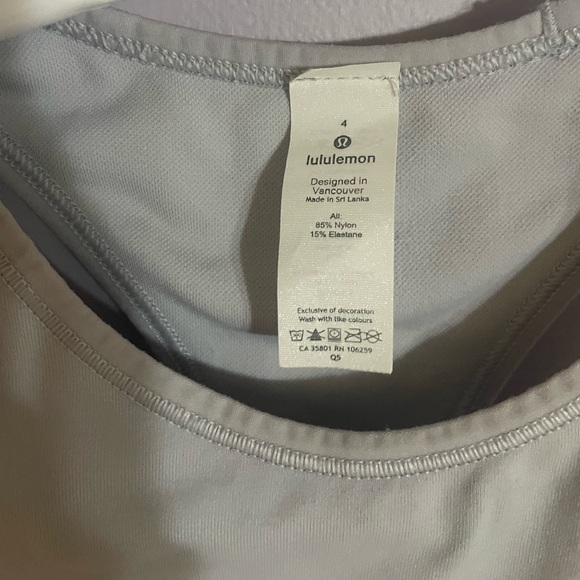 4
lululemon
Designed in
Vancouver
Made in Sri Lanka
All:
85% Nylon
15% Elastane
Exclusive of decoration
Wash with like colours
CA 35801 RN 106259
Q5